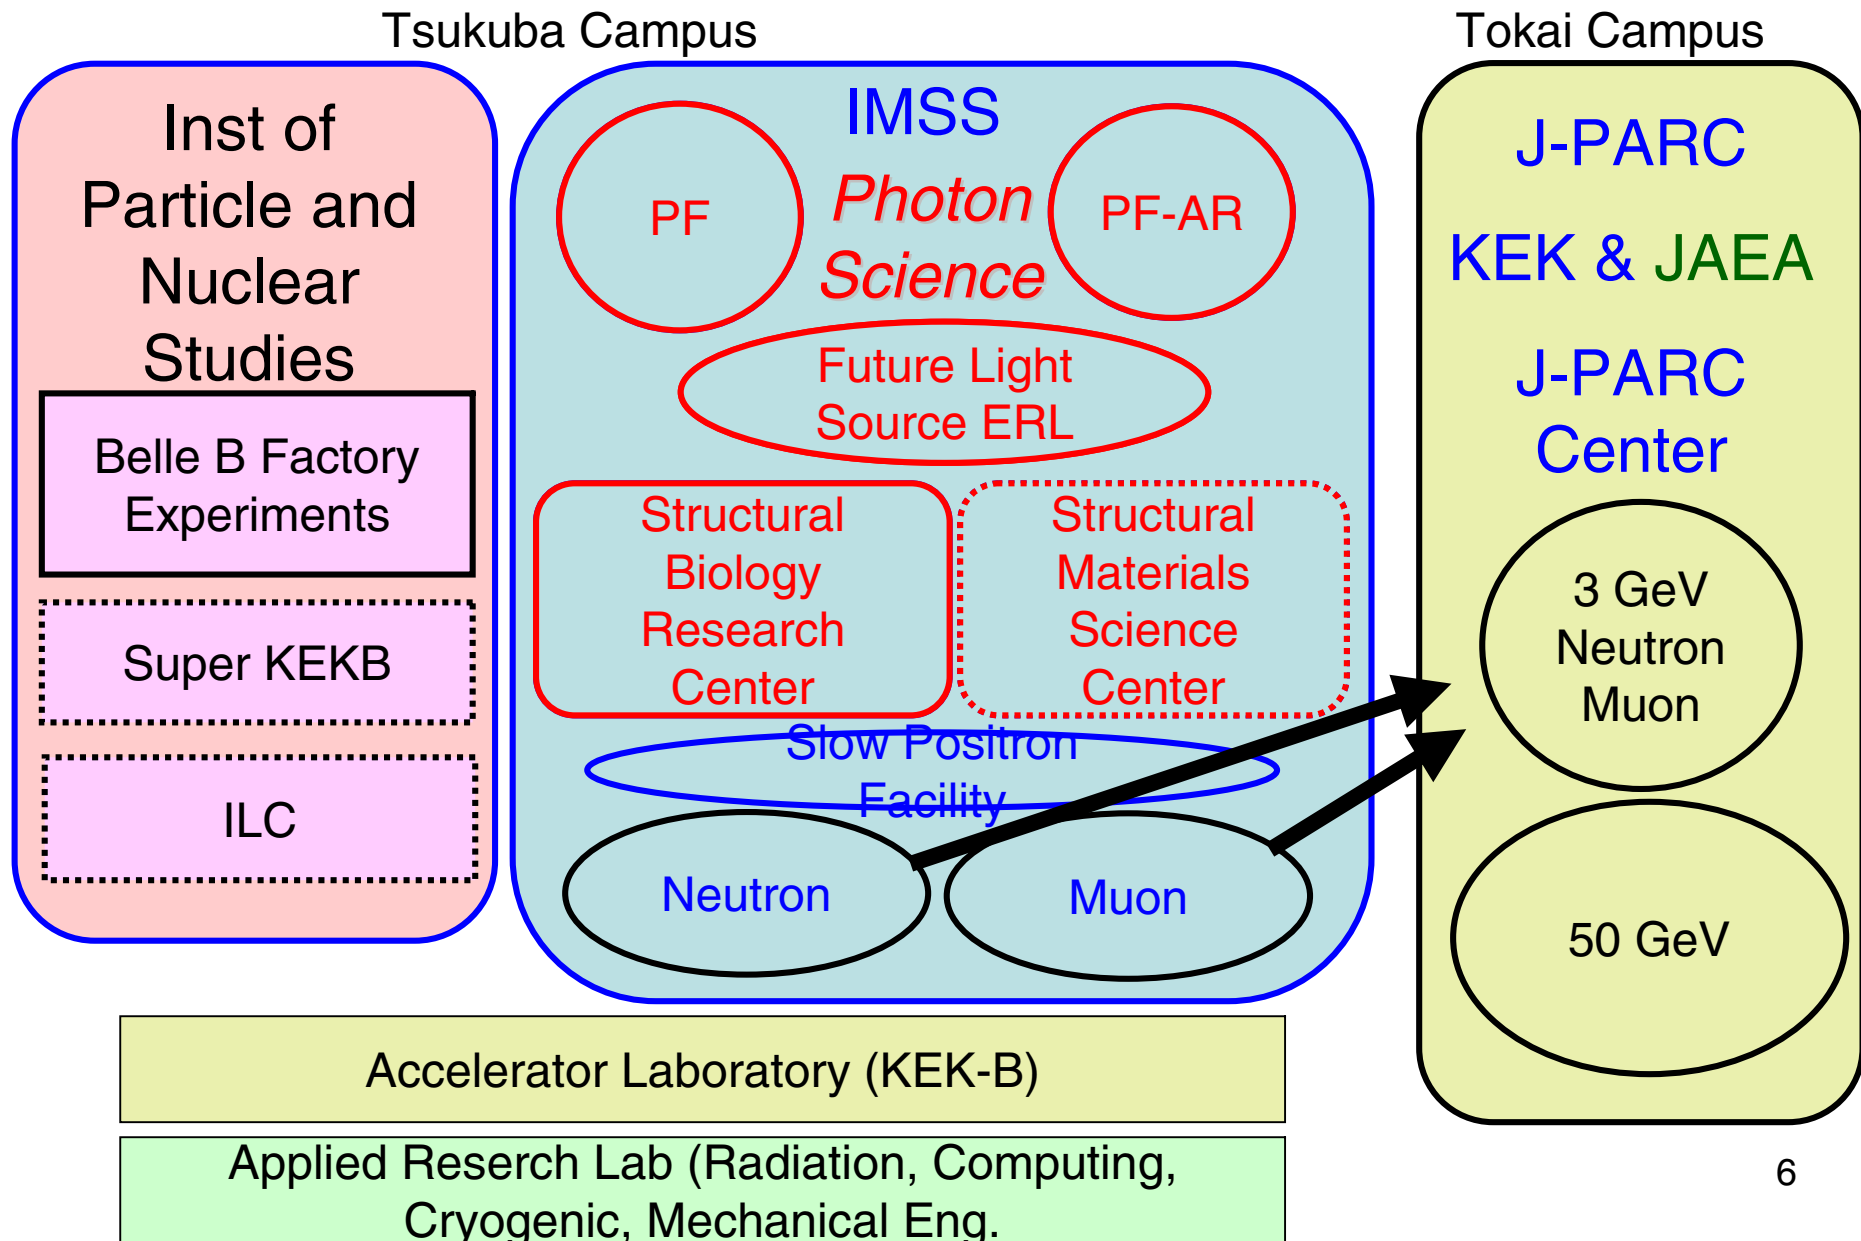 Tsukuba Campus
Tokai Campus
Inst of
Particle and
Nuclear
Studies
Belle B Factory
Experiments
Super KEKB
ILC
IMSS
Photon
Science
PF
PF-AR
Future Light
Source ERL
Structural
Biology
Research
Center
Structural
Materials
Science
Center
Slow Positron
Facility
Neutron
Muon
J-PARC
KEK & JAEA
J-PARC
Center
3 GeV
Neutron
Muon
50 GeV
Accelerator Laboratory (KEK-B)
Applied Reserch Lab (Radiation, Computing,
Cryogenic, Mechanical Eng.
6